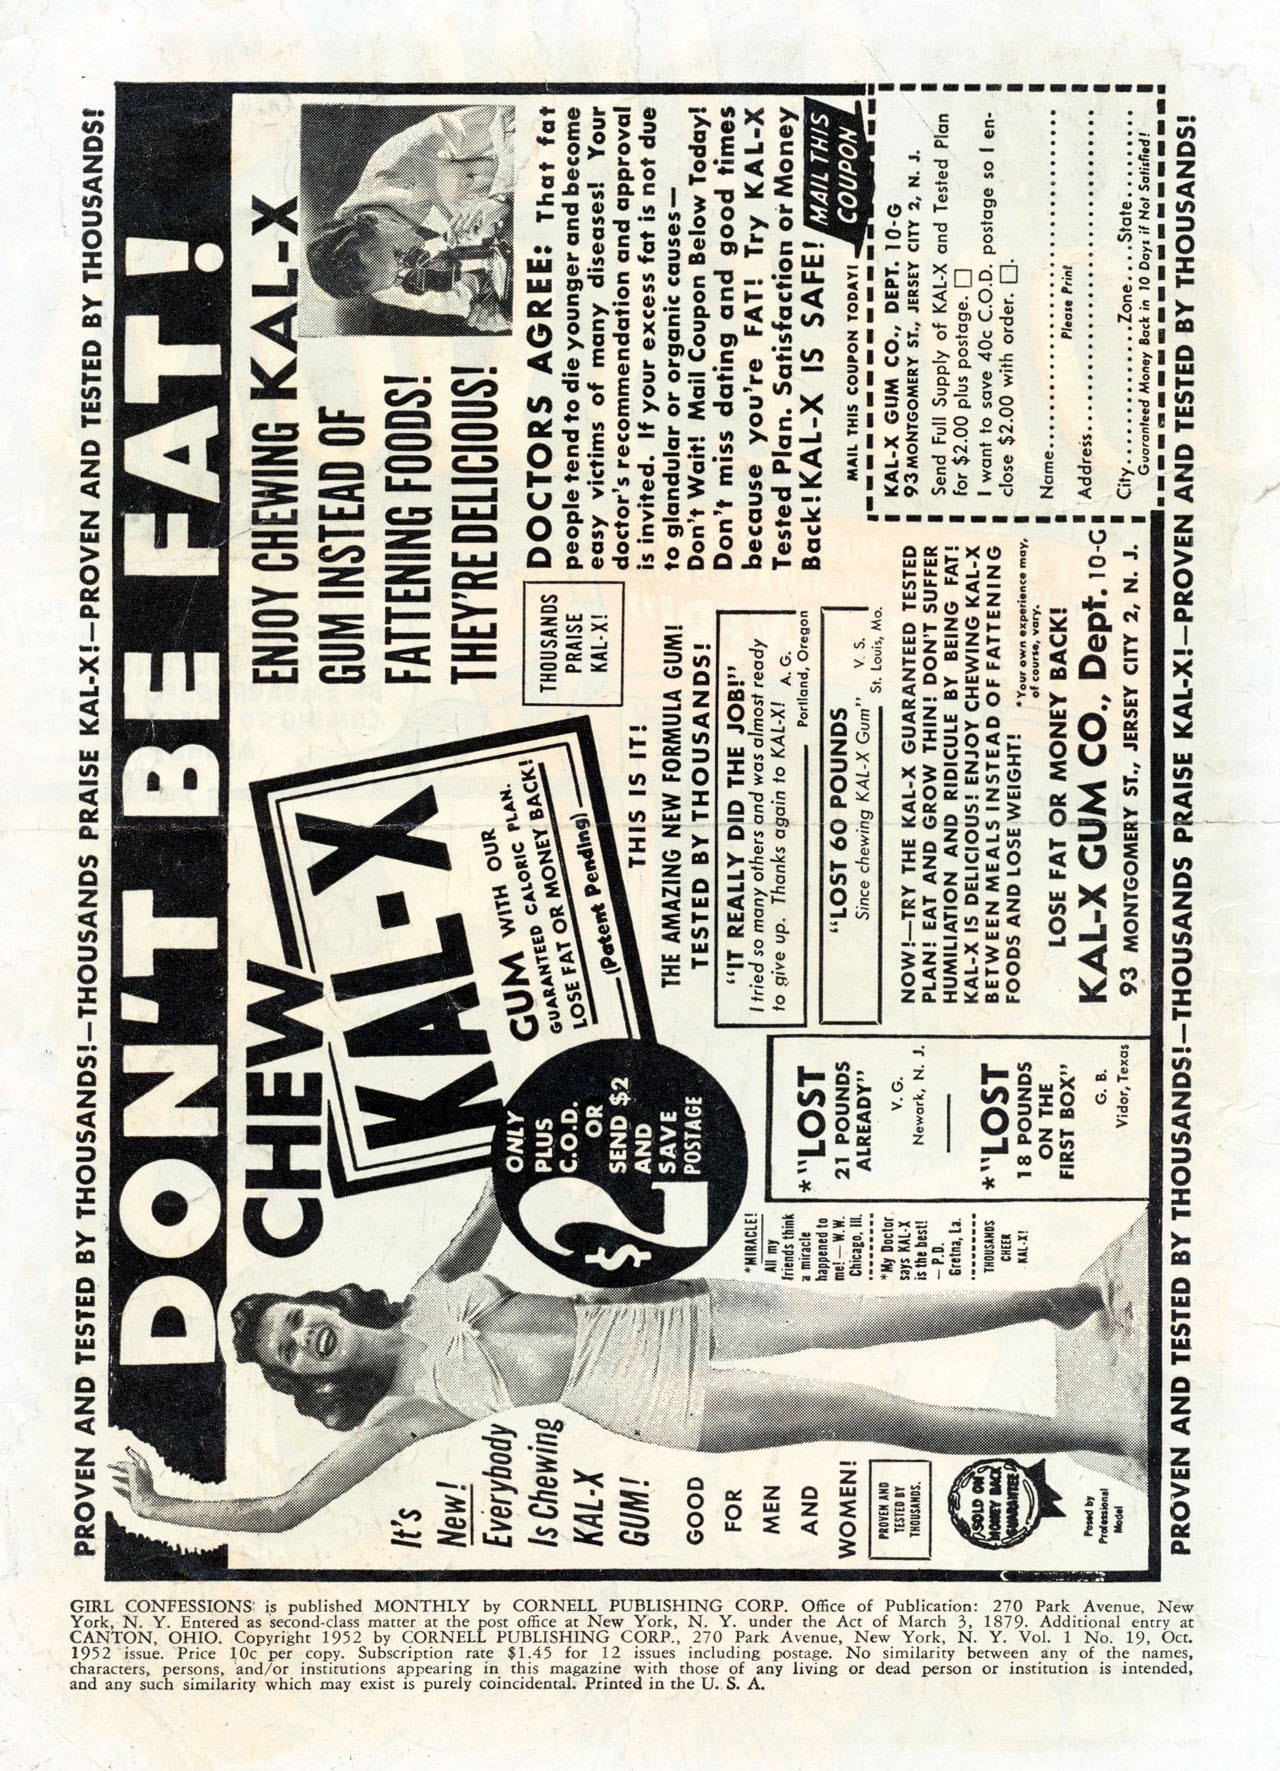 PROVEN AND TESTED BY THOUSANDS!—THOUSANDS PRAISE KAL-X!—PROVEN AND TESTED BY THOUSANDS!
DON'T BE FAT!
CHEW
KAL-X
GUM WITH OUR
GUARANTEED CALORIC PLAN.
LOSE FAT OR MONEY BACK!
(Patent Pending)
ENJOY CHEWING KAL-X
GUM INSTEAD OF
FATTENING FOODS!
THEY'RE DELICIOUS!
ONLY
$2
PLUS
C.O.D.
OR
SEND $2
AND
SAVE
POSTAGE
It's
New!
Everybody
Is Chewing
KAL-X
GUM!
GOOD
FOR
MEN
AND
WOMEN!
PROVEN AND
TESTED BY
THOUSANDS.
SOLD ON
MONEY BACK
GUARANTEE
Posed by
Professional
Model
*MIRACLE!
All my
friends think
a miracle
happened to
me! — W. W.
Chicago, Ill.
*My Doctor
says KAL-X
is the best!
— P.D.
Gretna, La.
THOUSANDS
CHEER
KAL-X!
*"LOST
21 POUNDS
ALREADY"
V. G.
Newark, N. J.
*"LOST
18 POUNDS
ON THE
FIRST BOX"
G. B.
Vidor, Texas
THIS IS IT!
THE AMAZING NEW FORMULA GUM!
TESTED BY THOUSANDS!
"IT REALLY DID THE JOB!"
I tried so many others and was almost ready
to give up. Thanks again to KAL-X! A. G.
Portland, Oregon
"LOST 60 POUNDS
Since chewing KAL-X Gum" V. S.
St. Louis, Mo.
NOW!—TRY THE KAL-X GUARANTEED TESTED
PLAN! EAT AND GROW THIN! DON'T SUFFER
HUMILIATION AND RIDICULE BY BEING FAT!
KAL-X IS DELICIOUS! ENJOY CHEWING KAL-X
BETWEEN MEALS INSTEAD OF FATTENING
FOODS AND LOSE WEIGHT!
*Your own experience may,
of course, vary.
LOSE FAT OR MONEY BACK!
KAL-X GUM CO., Dept. 10-G
93 MONTGOMERY ST., JERSEY CITY 2, N. J.
THOUSANDS
PRAISE
KAL-X!
DOCTORS AGREE: That fat
people tend to die younger and become
easy victims of many diseases! Your
doctor's recommendation and approval
is invited. If your excess fat is not due
to glandular or organic causes—
Don't Wait! Mail Coupon Below Today!
Don't miss dating and good times
because you're FAT! Try KAL-X
Tested Plan. Satisfaction or Money
Back! KAL-X IS SAFE!
MAIL THIS
COUPON
MAIL THIS COUPON TODAY!
KAL-X GUM CO., DEPT. 10-G
93 MONTGOMERY ST., JERSEY CITY 2, N. J.
Send Full Supply of KAL-X and Tested Plan
for $2.00 plus postage. □
I want to save 40c C.O.D. postage so I en-
close $2.00 with order. □.
Name..........
Please Print
Address..........
City..........Zone....State..........
Guaranteed Money Back in 10 Days if Not Satisfied!
PROVEN AND TESTED BY THOUSANDS!—THOUSANDS PRAISE KAL-X!—PROVEN AND TESTED BY THOUSANDS!
GIRL CONFESSIONS is published MONTHLY by CORNELL PUBLISHING CORP. Office of Publication: 270 Park Avenue, New
York, N. Y. Entered as second-class matter at the post office at New York, N. Y. under the Act of March 3, 1879. Additional entry at
CANTON, OHIO. Copyright 1952 by CORNELL PUBLISHING CORP., 270 Park Avenue, New York, N. Y. Vol. 1 No. 19, Oct.
1952 issue. Price 10c per copy. Subscription rate $1.45 for 12 issues including postage. No similarity between any of the names,
characters, persons, and/or institutions appearing in this magazine with those of any living or dead person or institution is intended,
and any such similarity which may exist is purely coincidental. Printed in the U. S. A.